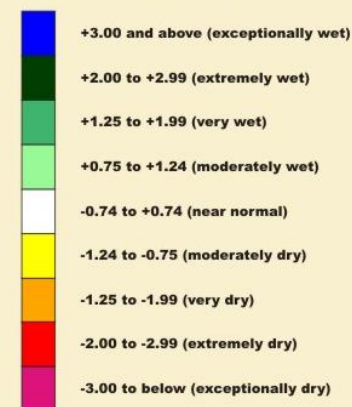 +3.00 and above (exceptionally wet)
+2.00 to +2.99 (extremely wet)
+1.25 to +1.99 (very wet)
+0.75 to +1.24 (moderately wet)
-0.74 to +0.74 (near normal)
-1.24 to -0.75 (moderately dry)
-1.25 to -1.99 (very dry)
-2.00 to -2.99 (extremely dry)
-3.00 to below (exceptionally dry)